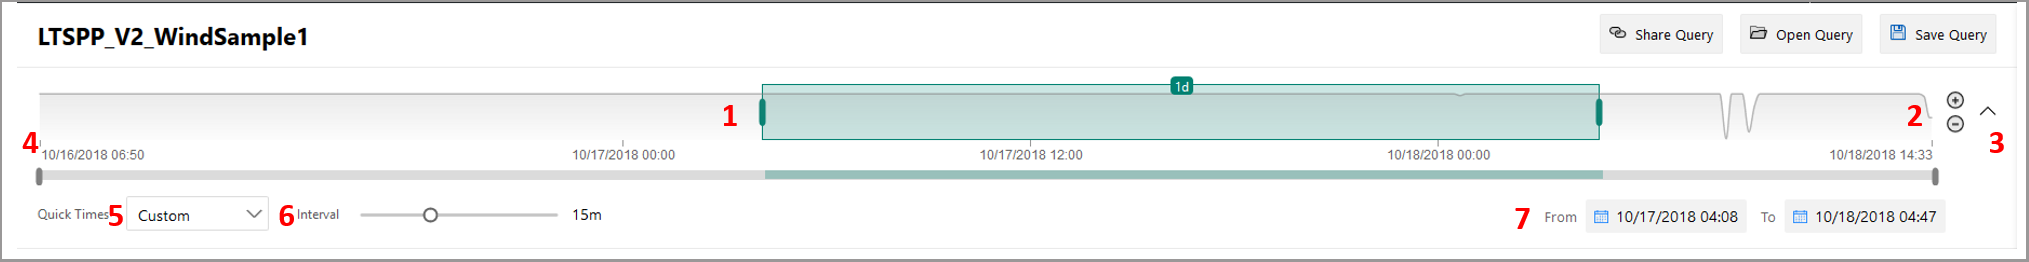 LTSPP_V2_WindSample1
Share Query Open Query Save Query
1d
1 2
3
4
10/16/2018 06:50 10/17/2018 00:00 10/17/2018 12:00 10/18/2018 00:00 10/18/2018 14:33
Quick Times 5 Custom 6 Interval 15m 7 From 10/17/2018 04:08 To 10/18/2018 04:47